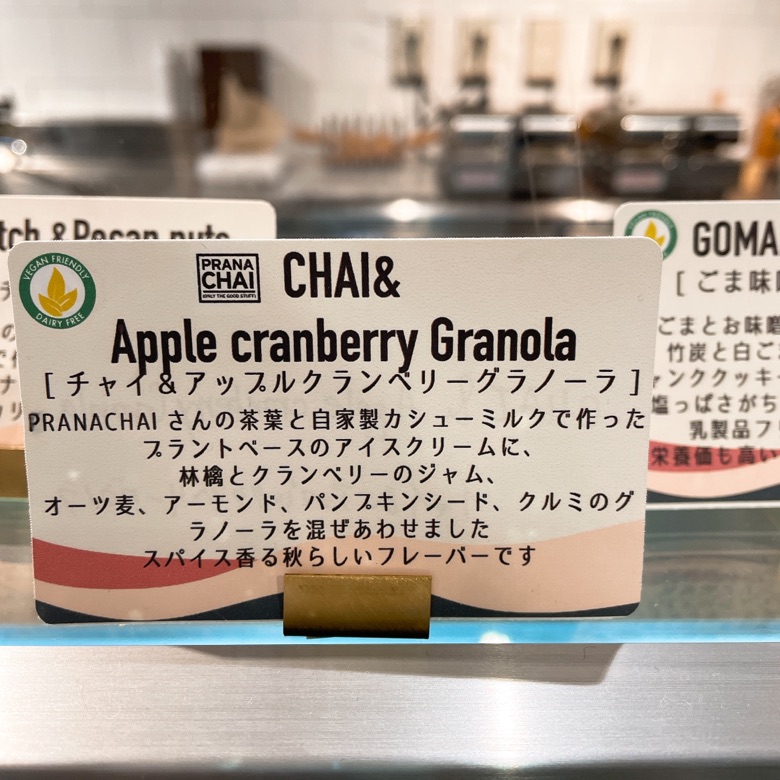 tch & Pecan nuts
VEGAN FRIENDLY
DAIRY FREE
PRANA
CHAI
(ONLY THE GOOD STUFF)
CHAI&
Apple cranberry Granola
[ チャイ&アップルクランベリーグラノーラ ]
PRANACHAI さんの茶葉と自家製カシューミルクで作った
プラントベースのアイスクリームに、
林檎とクランベリーのジャム、
オーツ麦、アーモンド、パンプキンシード、クルミのグ
ラノーラを混ぜあわせました
スパイス香る秋らしいフレーバーです
GOMA
[ ごま味
ごまとお味
竹炭と白ご
ャンククッキ
塩っぱさがち
乳製品フ
栄養価も高い